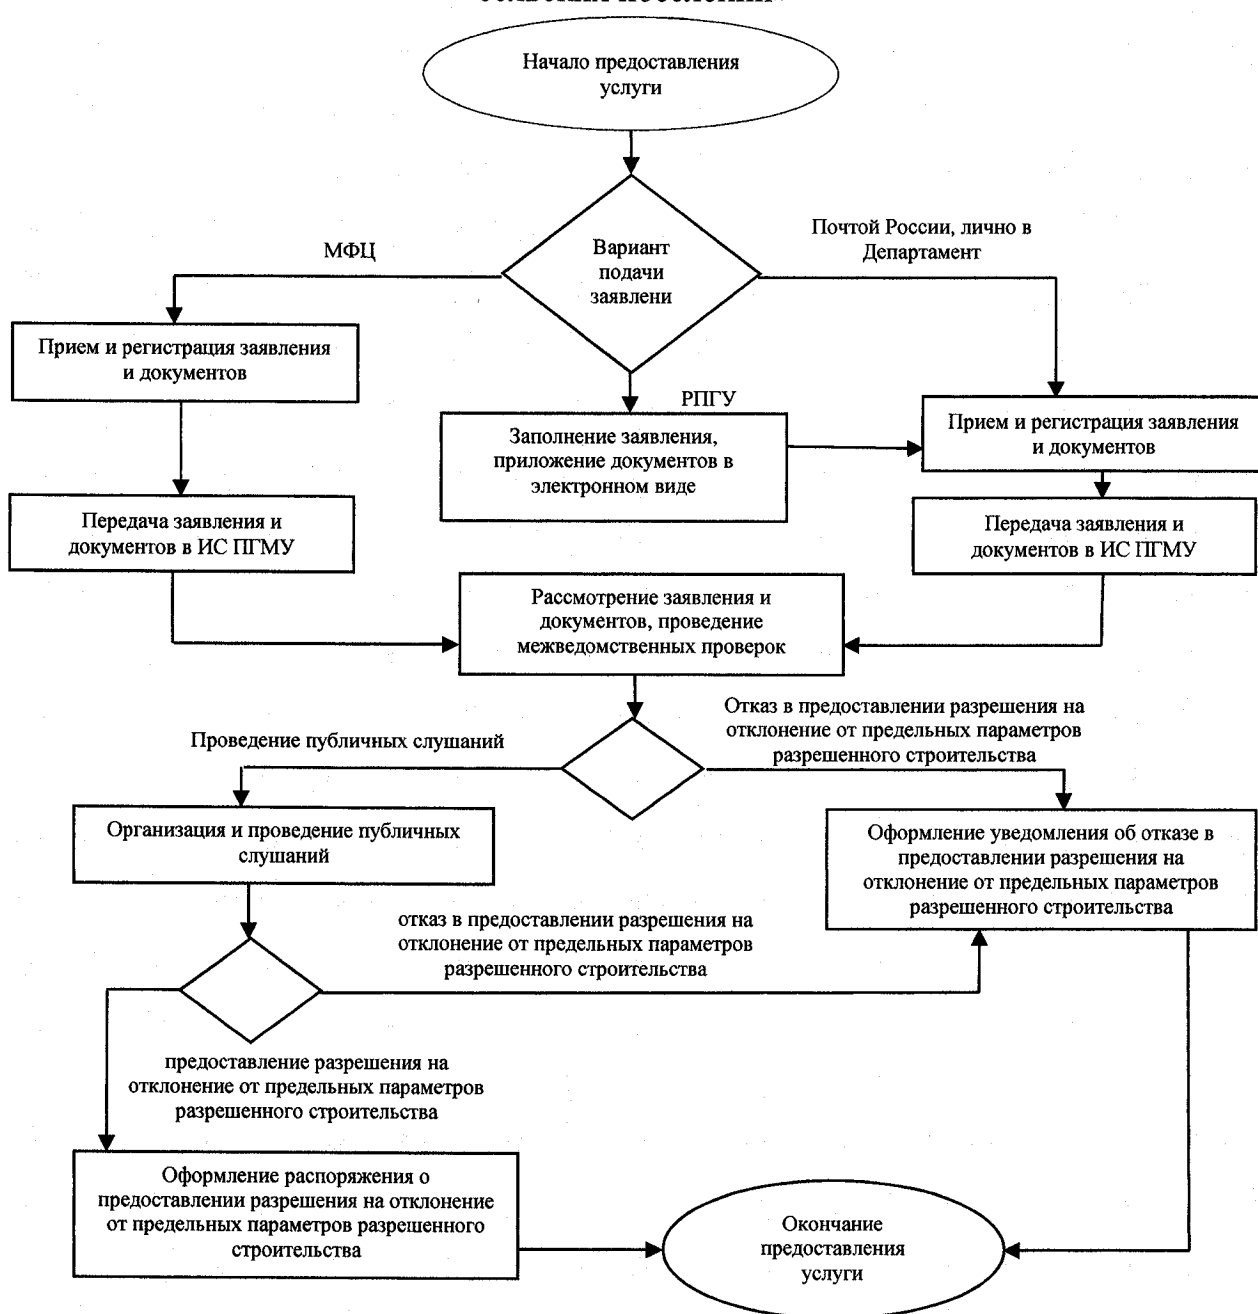 Начало предоставления
услуги
Вариант
подачи
заявлени
МФЦ
Почтой России, лично в
Департамент
Прием и регистрация заявления
и документов
РПГУ
Заполнение заявления,
приложение документов в
электронном виде
Прием и регистрация заявления
и документов
Передача заявления и
документов в ИС ПГМУ
Передача заявления и
документов в ИС ПГМУ
Рассмотрение заявления и
документов, проведение
межведомственных проверок
Проведение публичных слушаний
Отказ в предоставлении разрешения на
отклонение от предельных параметров
разрешенного строительства
Организация и проведение публичных
слушаний
Оформление уведомления об отказе в
предоставлении разрешения на
отклонение от предельных параметров
разрешенного строительства
отказ в предоставлении разрешения на
отклонение от предельных параметров
разрешенного строительства
предоставление разрешения на
отклонение от предельных параметров
разрешенного строительства
Оформление распоряжения о
предоставлении разрешения на отклонение
от предельных параметров разрешенного
строительства
Окончание
предоставления
услуги